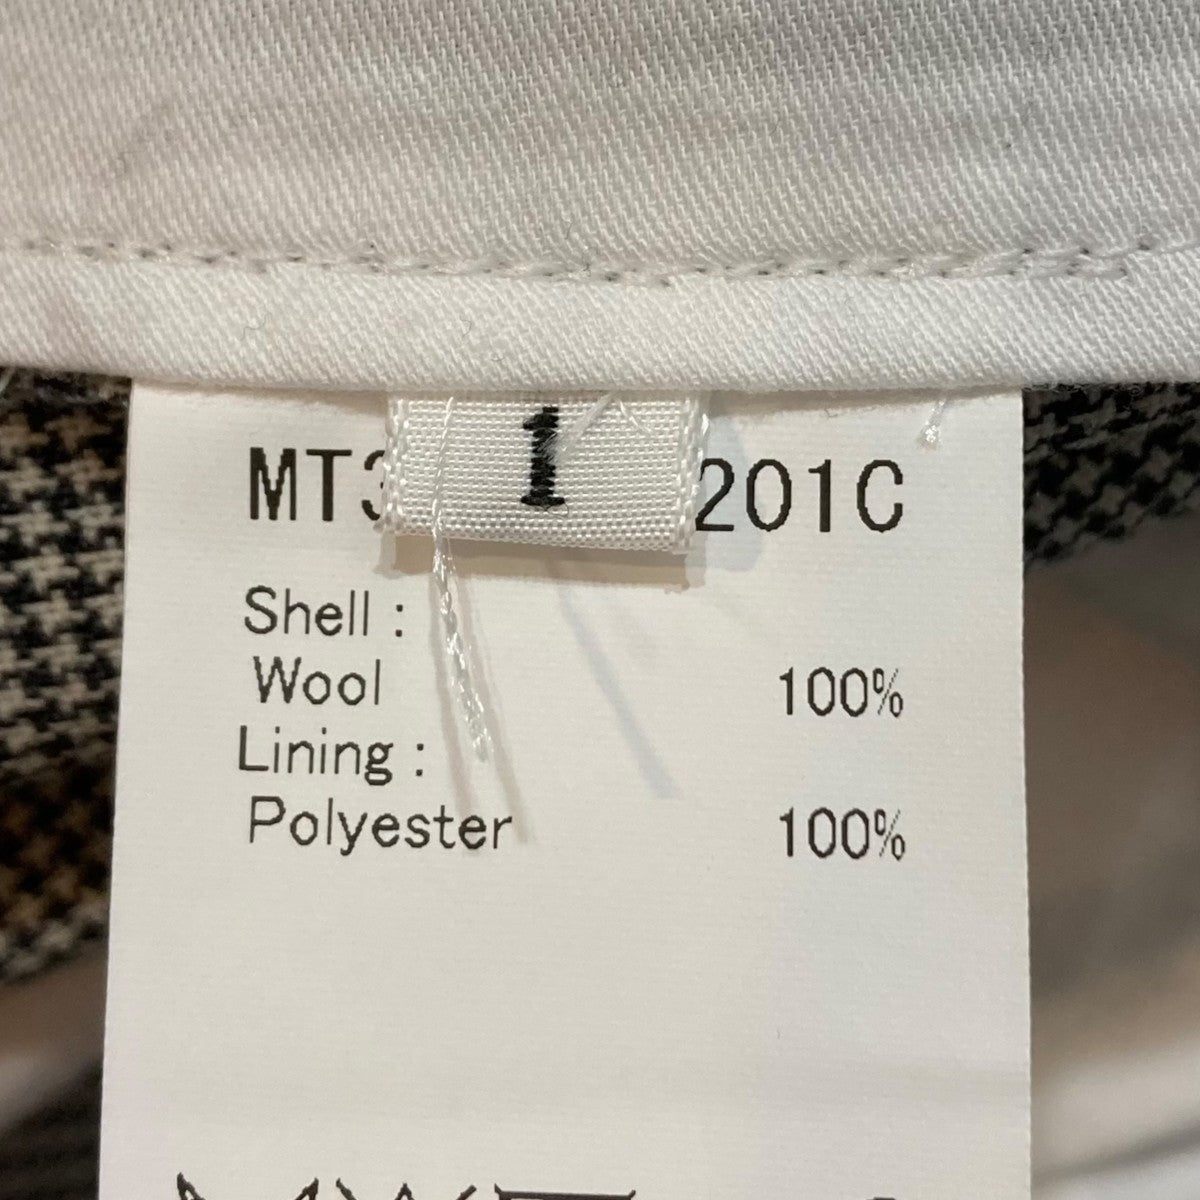 1
MT3 201C
Shell :
Wool 100%
Lining :
Polyester 100%